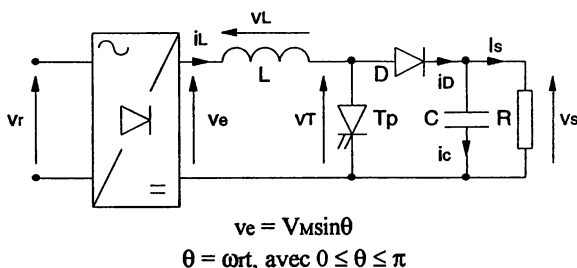 vL
iL
L
D
iD
Is
vr
ve
vT
Tp
C
R
vs
ic
ve = VMsinθ
θ = ωrt, avec 0 ≤ θ ≤ π